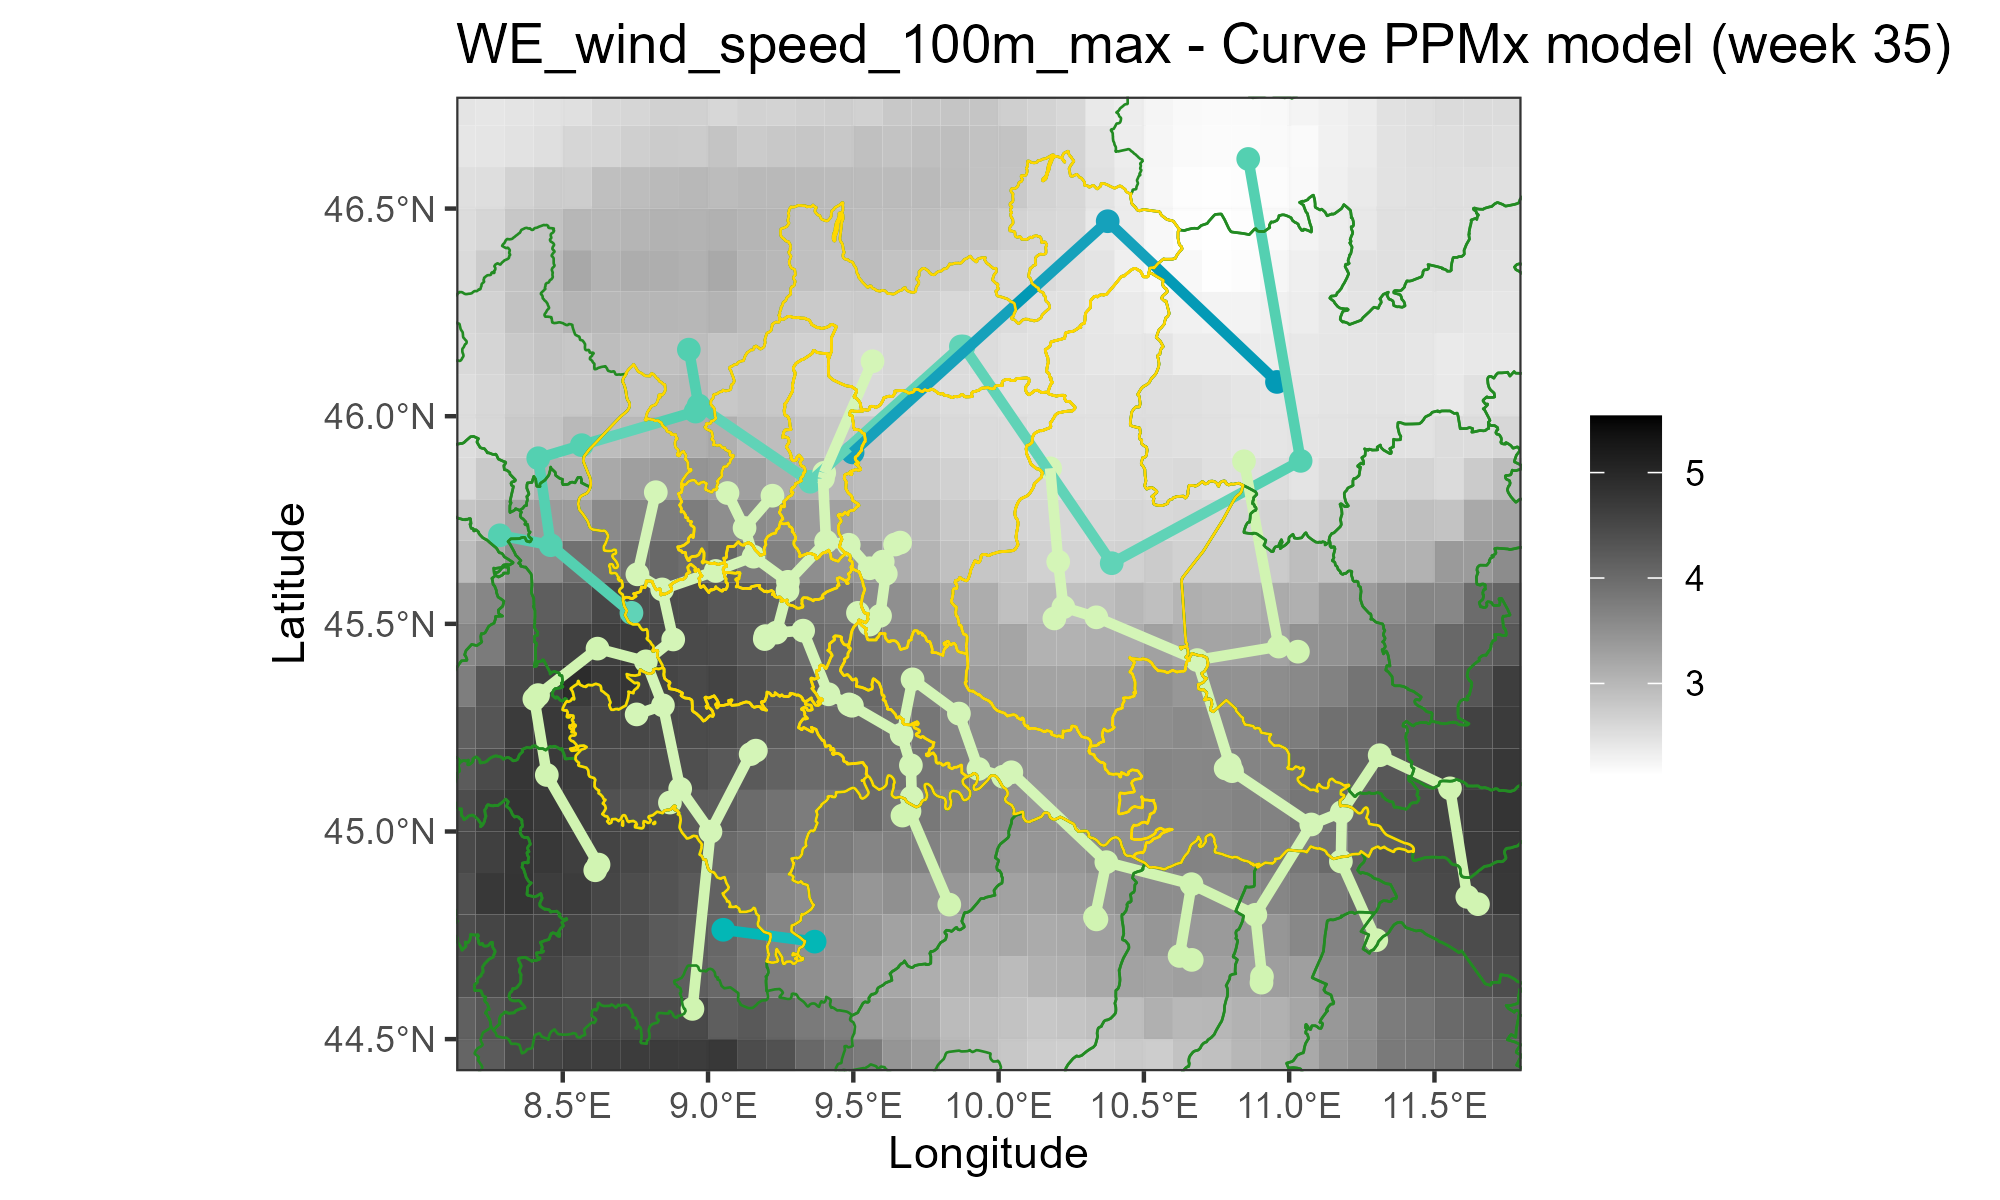 WE_wind_speed_100m_max - Curve PPMx model (week 35)
46.5°N
46.0°N
45.5°N
45.0°N
44.5°N
Latitude
8.5°E 9.0°E 9.5°E 10.0°E 10.5°E 11.0°E 11.5°E
Longitude
5
4
3